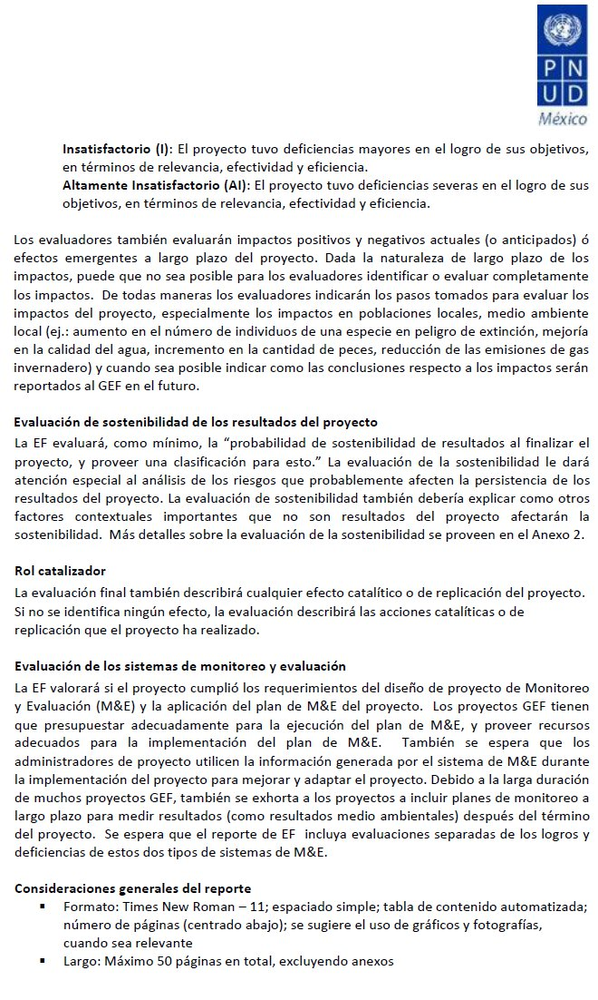 P N
U D
México
Insatisfactorio (I): El proyecto tuvo deficiencias mayores en el logro de sus objetivos,
en términos de relevancia, efectividad y eficiencia.
Altamente Insatisfactorio (AI): El proyecto tuvo deficiencias severas en el logro de sus
objetivos, en términos de relevancia, efectividad y eficiencia.
Los evaluadores también evaluarán impactos positivos y negativos actuales (o anticipados) ó
efectos emergentes a largo plazo del proyecto. Dada la naturaleza de largo plazo de los
impactos, puede que no sea posible para los evaluadores identificar o evaluar completamente
los impactos. De todas maneras los evaluadores indicarán los pasos tomados para evaluar los
impactos del proyecto, especialmente los impactos en poblaciones locales, medio ambiente
local (ej.: aumento en el número de individuos de una especie en peligro de extinción, mejoría
en la calidad del agua, incremento en la cantidad de peces, reducción de las emisiones de gas
invernadero) y cuando sea posible indicar como las conclusiones respecto a los impactos serán
reportados al GEF en el futuro.
Evaluación de sostenibilidad de los resultados del proyecto
La EF evaluará, como mínimo, la “probabilidad de sostenibilidad de resultados al finalizar el
proyecto, y proveer una clasificación para esto.” La evaluación de la sostenibilidad le dará
atención especial al análisis de los riesgos que probablemente afecten la persistencia de los
resultados del proyecto. La evaluación de sostenibilidad también debería explicar como otros
factores contextuales importantes que no son resultados del proyecto afectarán la
sostenibilidad. Más detalles sobre la evaluación de la sostenibilidad se proveen en el Anexo 2.
Rol catalizador
La evaluación final también describirá cualquier efecto catalítico o de replicación del proyecto.
Si no se identifica ningún efecto, la evaluación describirá las acciones catalíticas o de
replicación que el proyecto ha realizado.
Evaluación de los sistemas de monitoreo y evaluación
La EF valorará si el proyecto cumplió los requerimientos del diseño de proyecto de Monitoreo
y Evaluación (M&E) y la aplicación del plan de M&E del proyecto. Los proyectos GEF tienen
que presupuestar adecuadamente para la ejecución del plan de M&E, y proveer recursos
adecuados para la implementación del plan de M&E. También se espera que los
administradores de proyecto utilicen la información generada por el sistema de M&E durante
la implementación del proyecto para mejorar y adaptar el proyecto. Debido a la larga duración
de muchos proyectos GEF, también se exhorta a los proyectos a incluir planes de monitoreo a
largo plazo para medir resultados (como resultados medio ambientales) después del término
del proyecto. Se espera que el reporte de EF incluya evaluaciones separadas de los logros y
deficiencias de estos dos tipos de sistemas de M&E.
Consideraciones generales del reporte
▪ Formato: Times New Roman – 11; espaciado simple; tabla de contenido automatizada;
número de páginas (centrado abajo); se sugiere el uso de gráficos y fotografías,
cuando sea relevante
▪ Largo: Máximo 50 páginas en total, excluyendo anexos